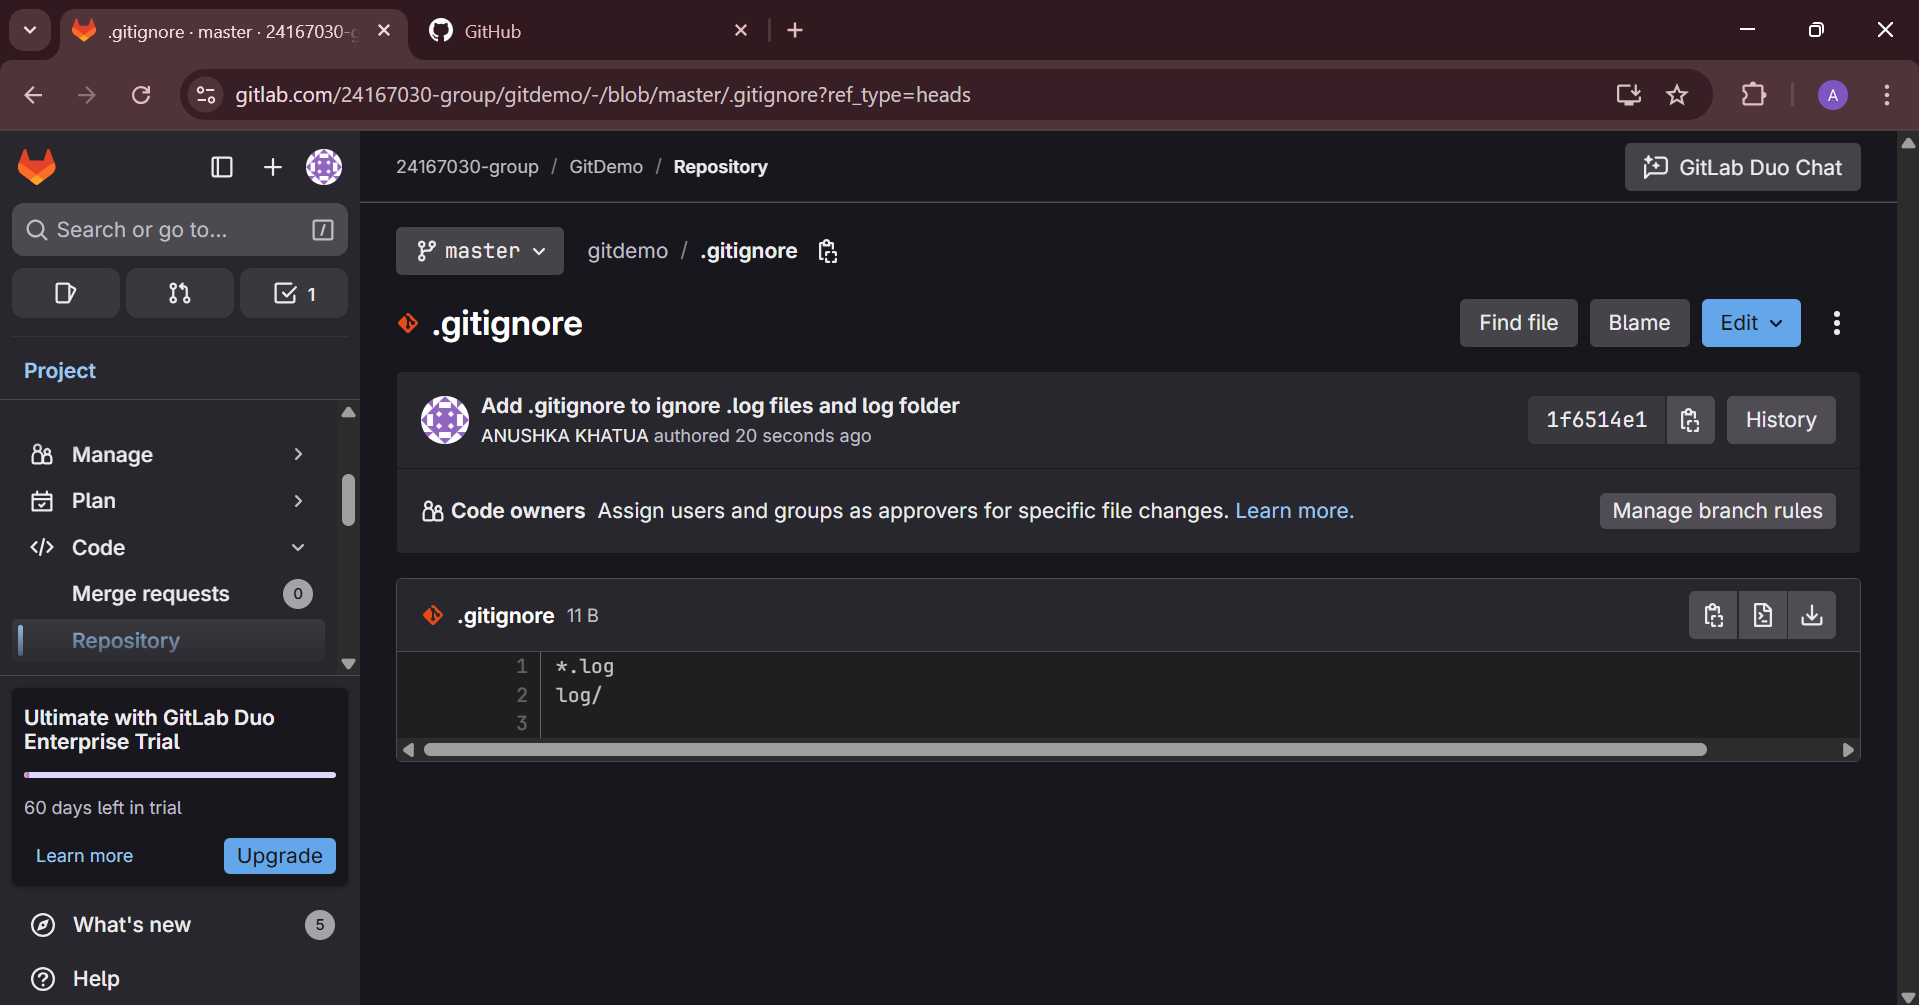 .gitignore · master · 24167030-g
GitHub
gitlab.com/24167030-group/gitdemo/-/blob/master/.gitignore?ref_type=heads
A
24167030-group / GitDemo / Repository
GitLab Duo Chat
Search or go to...
/
1
Project
Manage
Plan
Code
Merge requests
0
Repository
Ultimate with GitLab Duo
Enterprise Trial
60 days left in trial
Learn more
Upgrade
What's new
5
Help
master
gitdemo / .gitignore
.gitignore
Find file
Blame
Edit
Add .gitignore to ignore .log files and log folder
ANUSHKA KHATUA authored 20 seconds ago
1f6514e1
History
Code owners Assign users and groups as approvers for specific file changes. Learn more.
Manage branch rules
.gitignore 11 B
1 *.log
2 log/
3